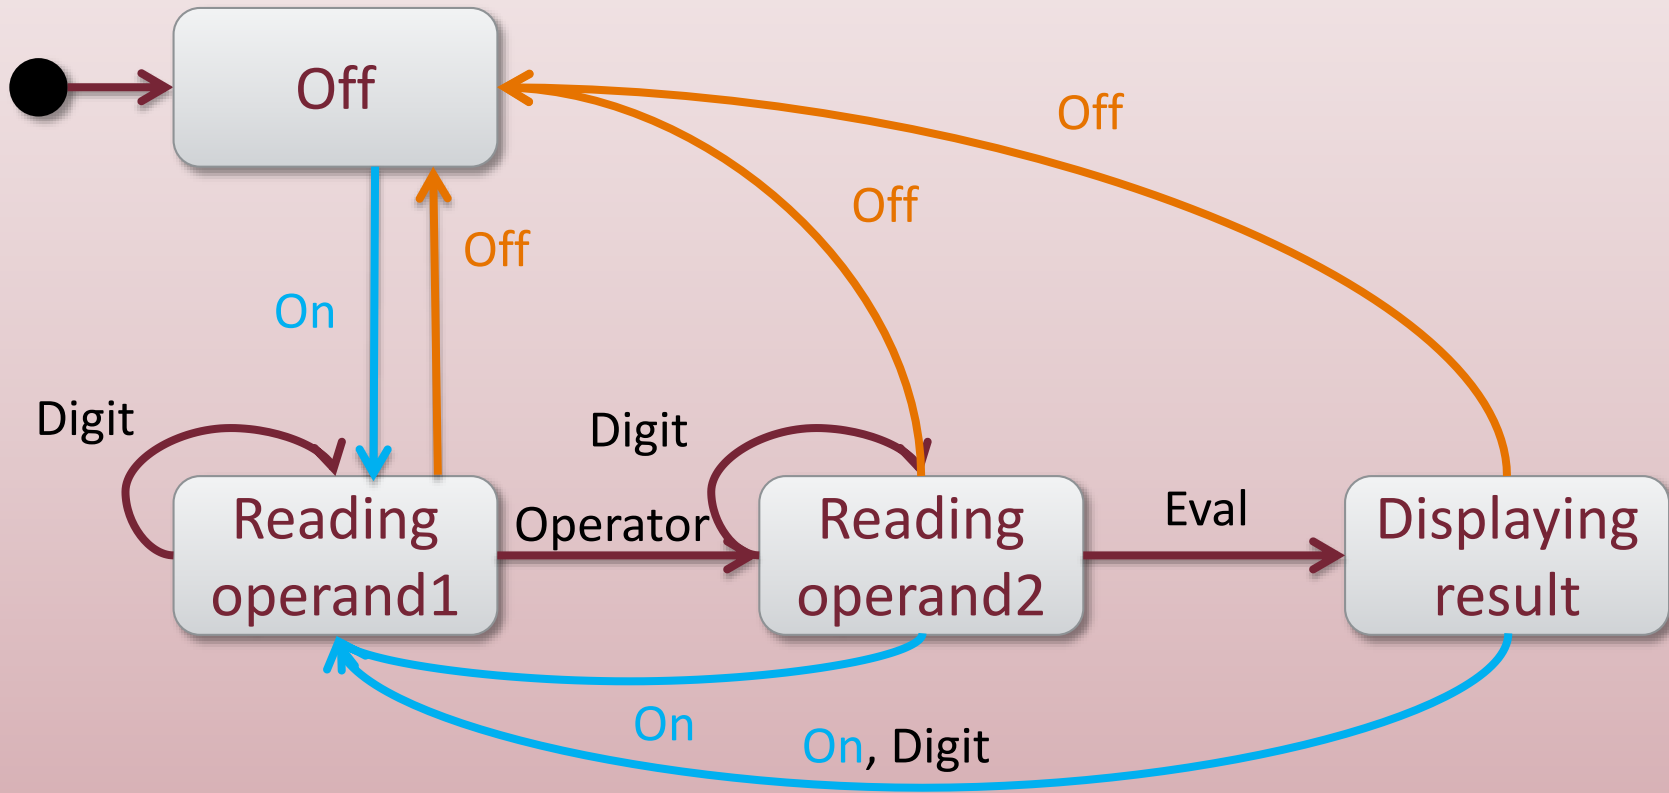 Off
Off
Off
Off
On
Digit
Digit
Reading
operand1
Operator
Reading
operand2
Eval
Displaying
result
On
On, Digit